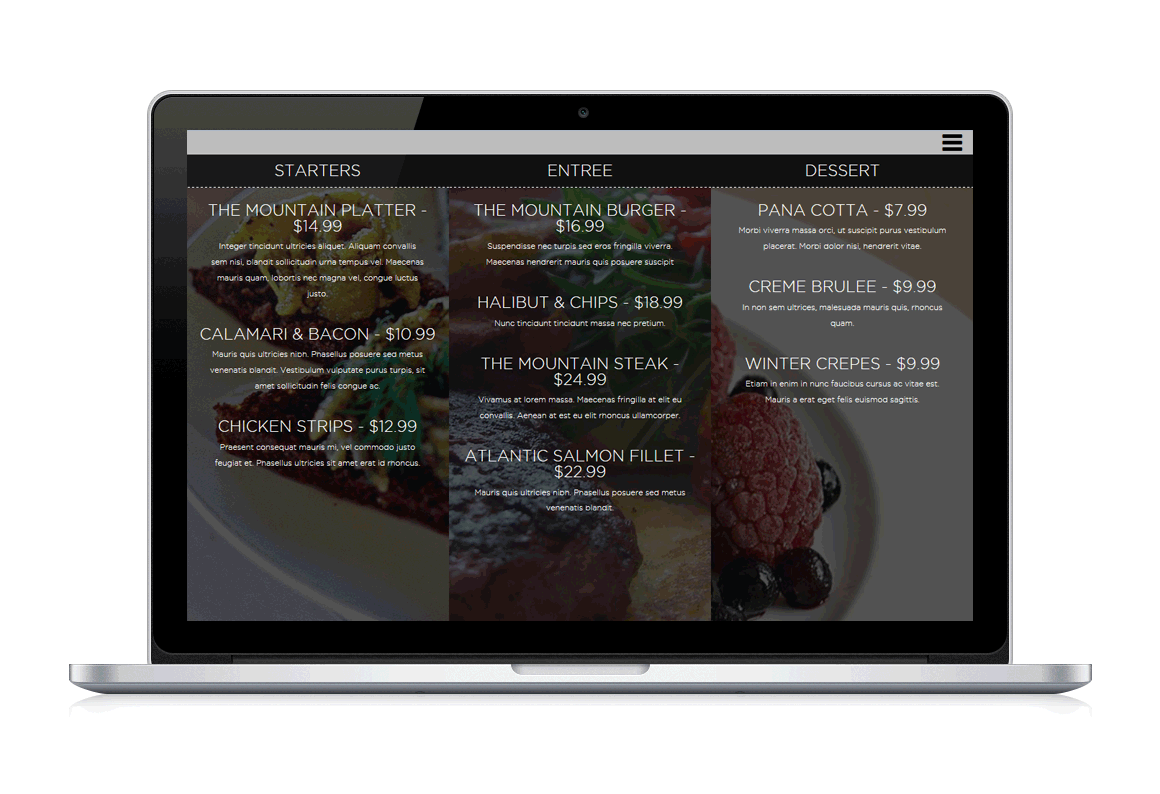 STARTERS
THE MOUNTAIN PLATTER -
$14.99
Integer tincidunt ultricies aliquet. Aliquam convallis
sem nisi, blandit sollicitudin urna tempus vel. Maecenas
mauris quam, lobortis nec magna vel, congue luctus
justo.
CALAMARI & BACON - $10.99
Mauris quis ultricies nibh. Phasellus posuere sed metus
venenatis blandit. Vestibulum vulputate purus turpis, sit
amet sollicitudin felis congue ac.
CHICKEN STRIPS - $12.99
Praesent consequat mauris mi, vel commodo justo
feugiat et. Phasellus ultricies sit amet erat id rhoncus.
ENTREE
THE MOUNTAIN BURGER -
$16.99
Suspendisse nec turpis sed eros fringilla viverra.
Maecenas hendrerit mauris quis posuere suscipit
HALIBUT & CHIPS - $18.99
Nunc tincidunt tincidunt massa nec pretium.
THE MOUNTAIN STEAK -
$24.99
Vivamus at lorem massa. Maecenas fringilla at elit eu
convallis. Aenean at est eu elit rhoncus ullamcorper.
ATLANTIC SALMON FILLET -
$22.99
Mauris quis ultricies nibh. Phasellus posuere sed metus
venenatis blandit.
DESSERT
PANA COTTA - $7.99
Morbi viverra massa orci, ut suscipit purus vestibulum
placerat. Morbi dolor nisi, hendrerit vitae.
CREME BRULEE - $9.99
In non sem ultrices, malesuada mauris quis, rhoncus
quam.
WINTER CREPES - $9.99
Etiam in enim in nunc faucibus cursus ac vitae est.
Mauris a erat eget felis euismod sagittis.